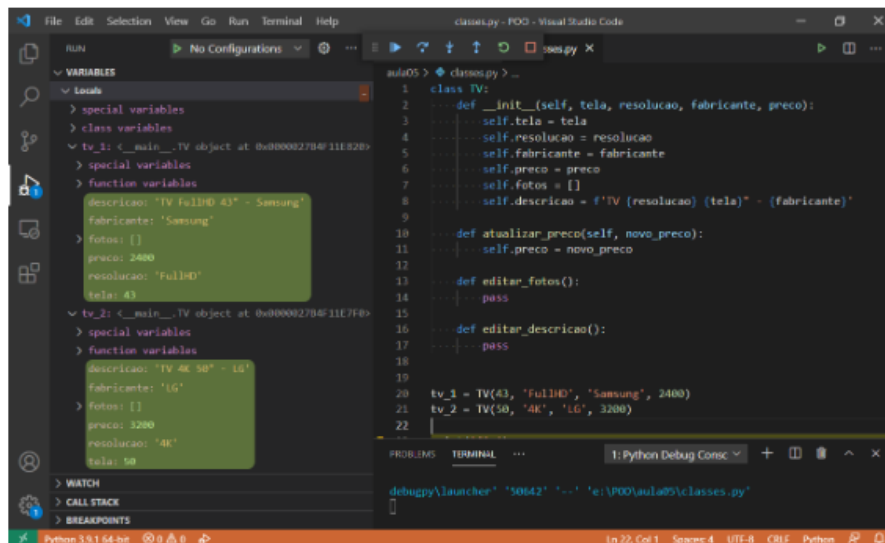 File Edit Selection View Go Run Terminal Help classes.py - POO - Visual Studio Code
RUN No Configurations
VARIABLES
Locals
special variables
class variables
tv_1: <__main__.TV object at 0x000002784F11E820>
special variables
function variables
descricao: 'TV FullHD 43" - Samsung'
fabricante: 'Samsung'
fotos: []
preco: 2400
resolucao: 'FullHD'
tela: 43
tv_2: <__main__.TV object at 0x000002784F11E7F0>
special variables
function variables
descricao: 'TV 4K 50" - LG'
fabricante: 'LG'
fotos: []
preco: 3200
resolucao: '4K'
tela: 50
WATCH
CALL STACK
BREAKPOINTS
aula05 > classes.py > ...
1 class TV:
2 def __init__(self, tela, resolucao, fabricante, preco):
3 self.tela = tela
4 self.resolucao = resolucao
5 self.fabricante = fabricante
6 self.preco = preco
7 self.fotos = []
8 self.descricao = f'TV {resolucao} {tela}" - {fabricante}'
9
10 def atualizar_preco(self, novo_preco):
11 self.preco = novo_preco
12
13 def editar_fotos():
14 pass
15
16 def editar_descricao():
17 pass
18
19
20 tv_1 = TV(43, 'FullHD', 'Samsung', 2400)
21 tv_2 = TV(50, '4K', 'LG', 3200)
22
PROBLEMS TERMINAL ... 1: Python Debug Consc
debugpy\launcher' '50642' '--' 'e:\POO\aula05\classes.py'
Python 3.9.1 64-bit 0 0 Ln 22, Col 1 Spaces: 4 UTF-8 CRLF Python